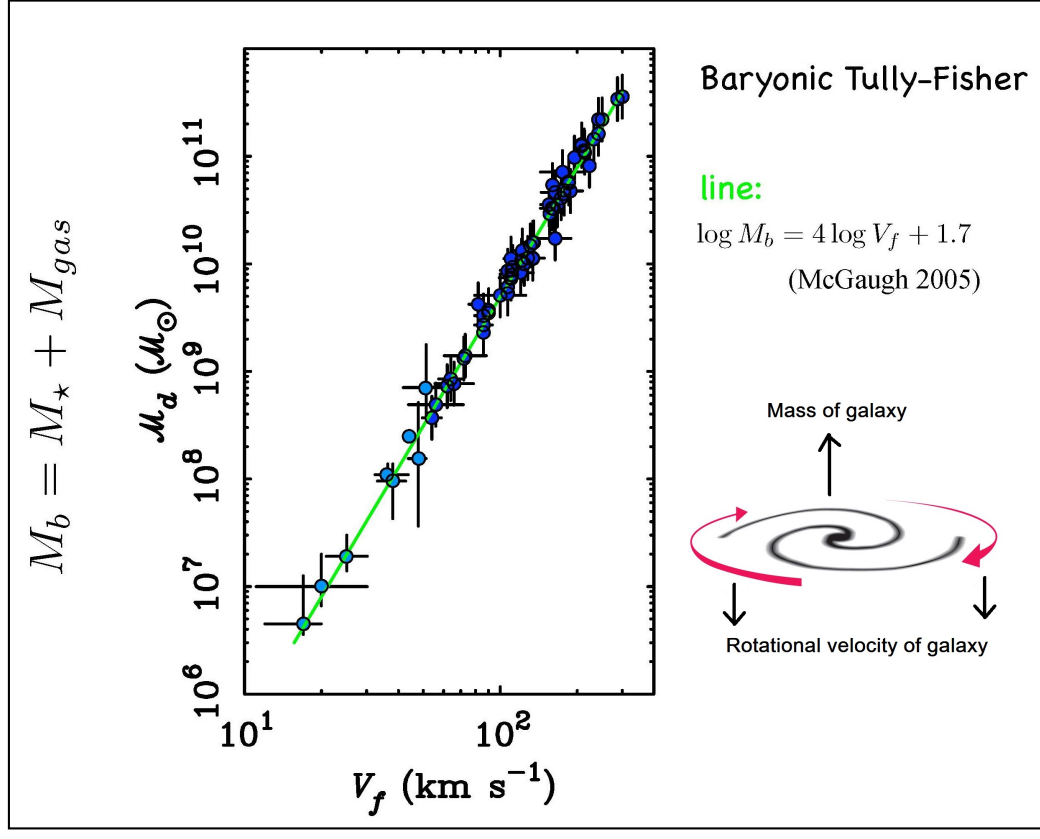 M_b = M_⋆ + M_gas
ℳ_d (ℳ_⊙)
10^11
10^10
10^9
10^8
10^7
10^6
10^1
10^2
V_f (km s^−1)
Baryonic Tully-Fisher
line:
log M_b = 4 log V_f + 1.7
(McGaugh 2005)
Mass of galaxy
Rotational velocity of galaxy